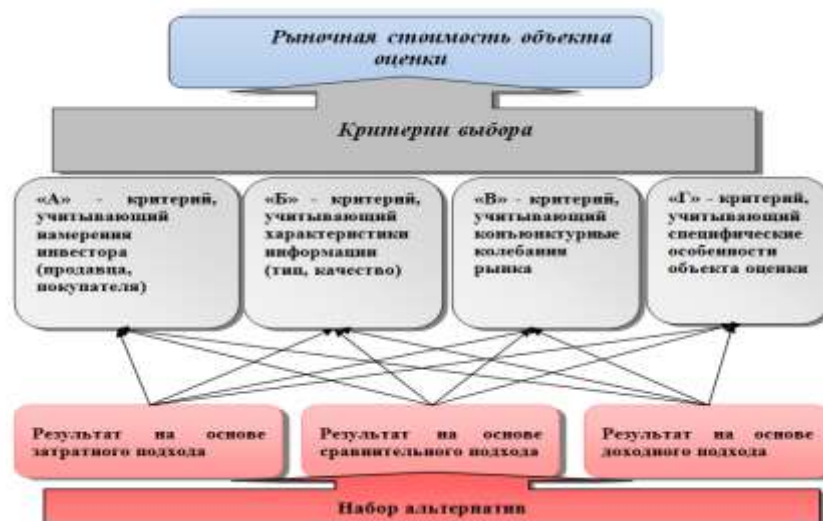 Рыночная стоимость объекта
оценки
Критерии выбора
«А» - критерий,
учитывающий
намерения
инвестора
(продавца,
покупателя)
«Б» - критерий,
учитывающий
характеристики
информации
(тип, качество)
«В» - критерий,
учитывающий
конъюнктурные
колебания
рынка
«Г» - критерий,
учитывающий
специфические
особенности
объекта оценки
Результат на основе
затратного подхода
Результат на основе
сравнительного подхода
Результат на основе
доходного подхода
Набор альтернатив